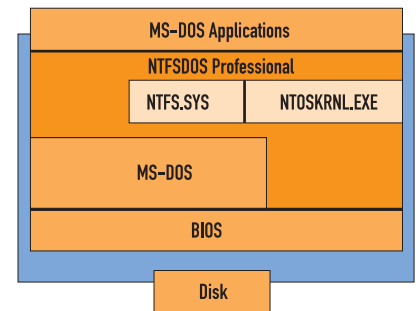 MS-DOS Applications
NTFSDOS Professional
NTFS.SYS
NTOSKRNL.EXE
MS-DOS
BIOS
Disk